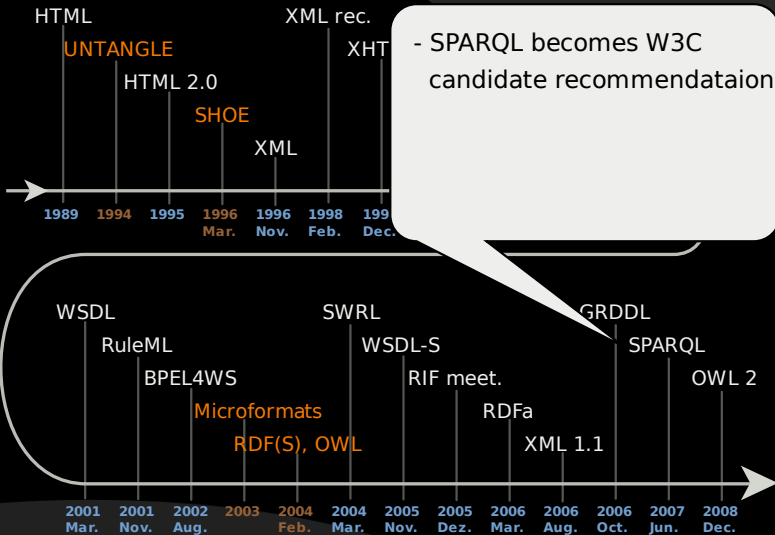 HTML
XML rec.
UNTANGLE
XHT
HTML 2.0
SHOE
XML
- SPARQL becomes W3C
candidate recommendataion
1989 1994 1995 1996 1996 1998 199
Mar. Nov. Feb. Dec.
WSDL
SWRL
GRDDL
RuleML
WSDL-S
SPARQL
BPEL4WS
RIF meet.
OWL 2
Microformats
RDFa
RDF(S), OWL
XML 1.1
2001 2001 2002 2003 2004 2004 2005 2005 2006 2006 2006 2007 2008
Mar. Nov. Aug. Feb. Mar. Nov. Dez. Mar. Aug. Oct. Jun. Dec.